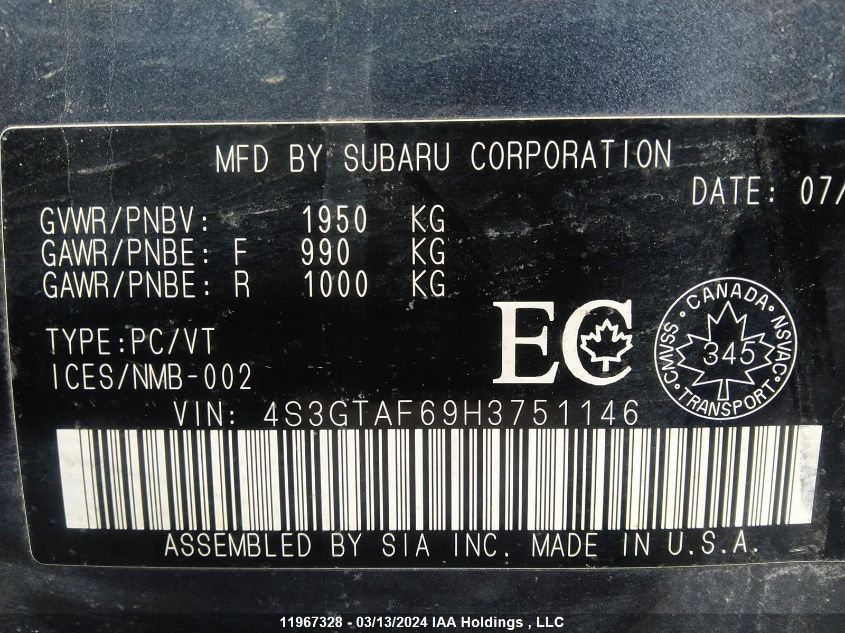 MFD BY SUBARU CORPORATION
DATE: 07/
GVWR/PNBV: 1950 KG
GAWR/PNBE: F 990 KG
GAWR/PNBE: R 1000 KG
TYPE:PC/VT
ICES/NMB-002
EC
CANADA
CMVSS 345 NSVAC
TRANSPORT
VIN: 4S3GTAF69H3751146
ASSEMBLED BY SIA INC. MADE IN U.S.A.
11967328 - 03/13/2024 IAA Holdings , LLC